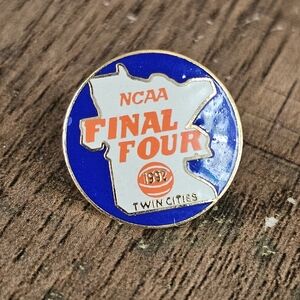 NCAA
FINAL
FOUR
1992
TWIN CITIES